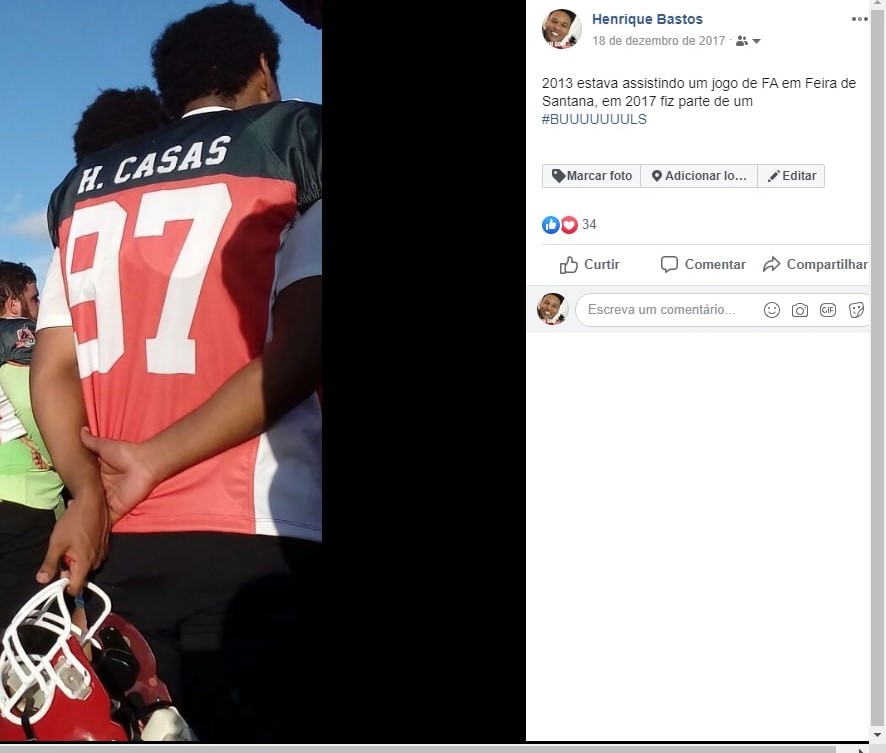 H. CASAS
97
Henrique Bastos
18 de dezembro de 2017 ·
2013 estava assistindo um jogo de FA em Feira de
Santana, em 2017 fiz parte de um
#BUUUUUUULS
Marcar foto
Adicionar lo...
Editar
34
Curtir
Comentar
Compartilhar
Escreva um comentário...
GIF